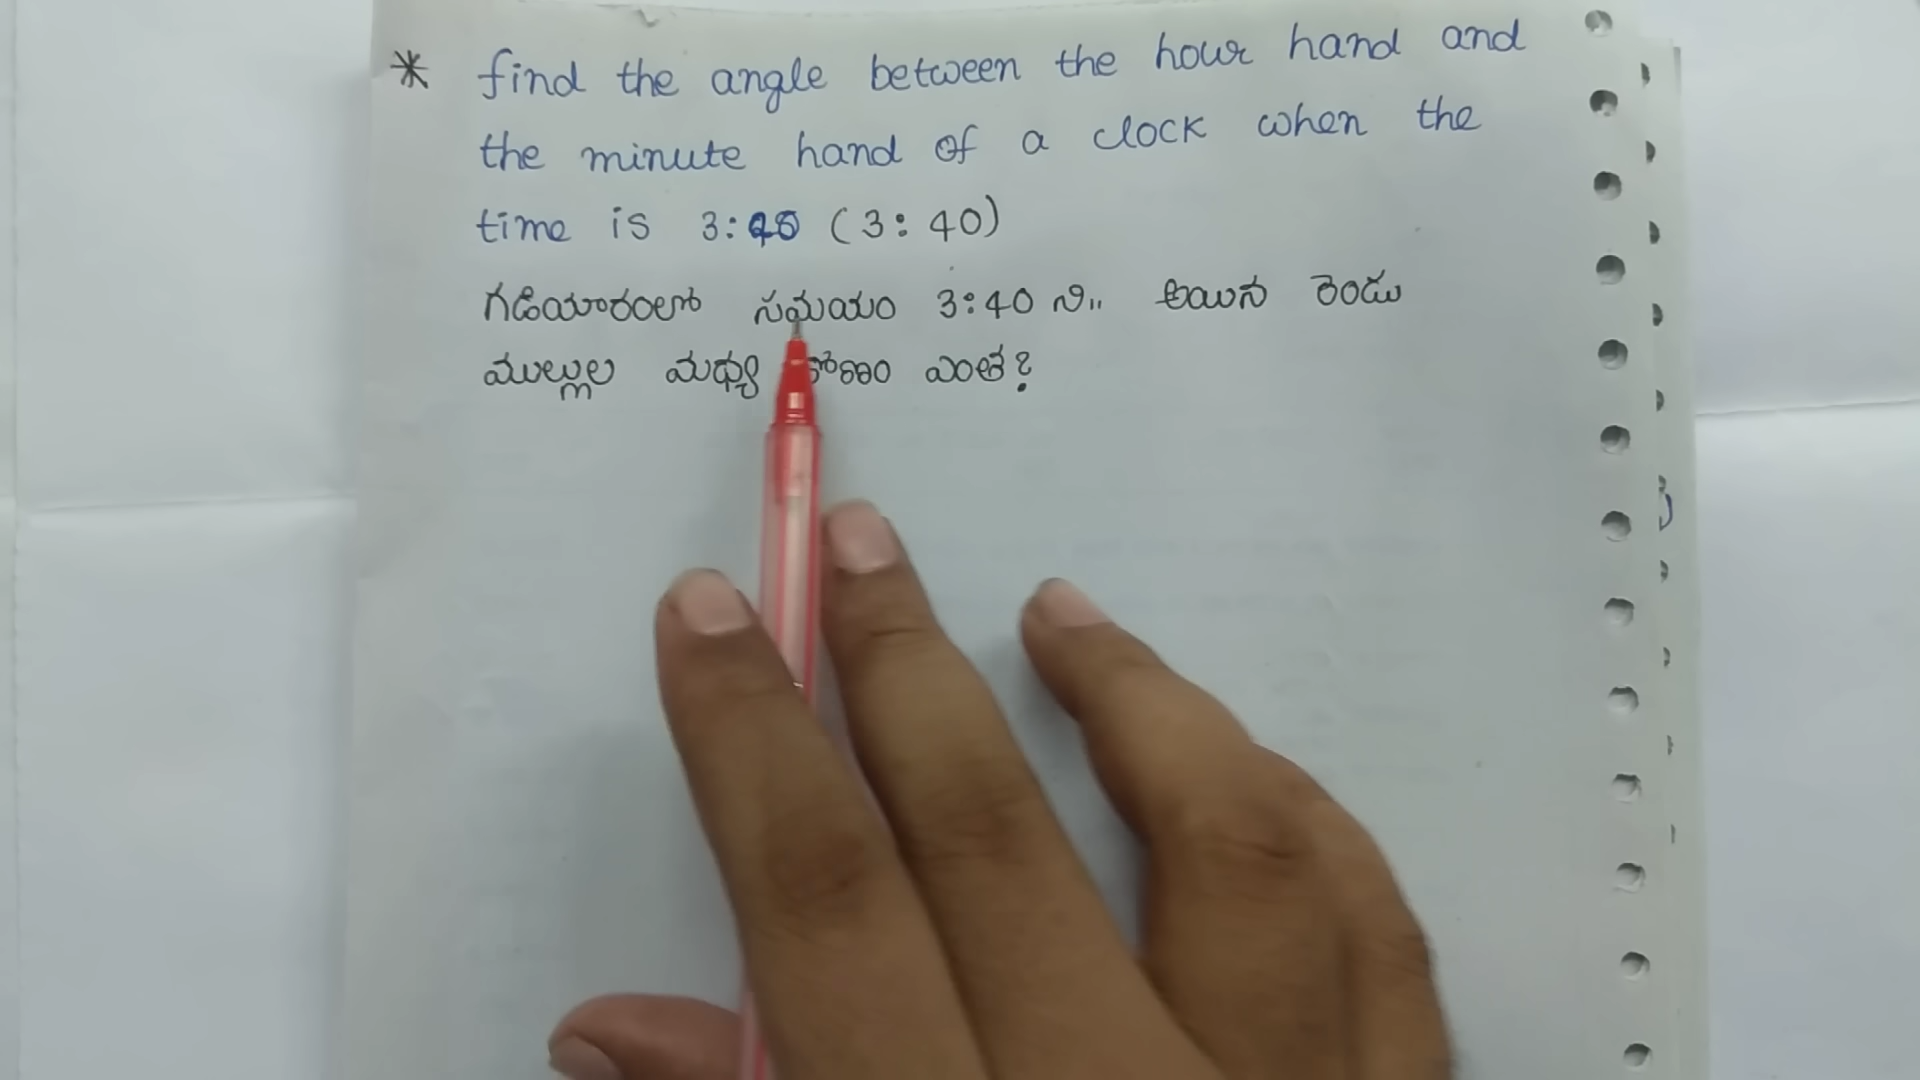 * find the angle between the hour hand and
the minute hand of a clock when the
time is 3: (3:40)
గడియారంలో సమయం 3:40 ని,, అయిన రెండు
ముల్లుల మధ్య కోణం ఎంత?